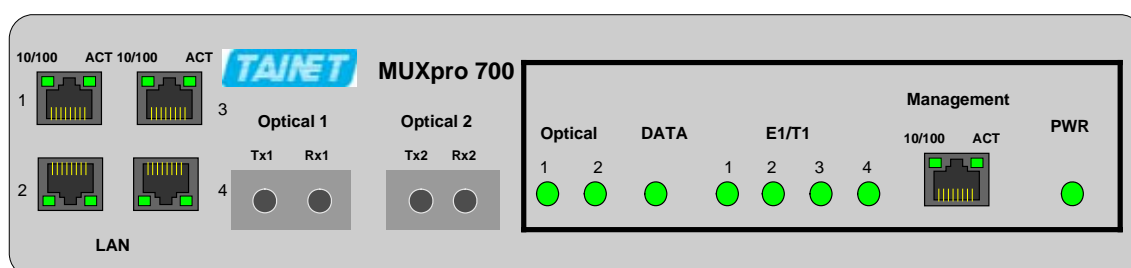 10/100 ACT 10/100 ACT
1
3
2
4
LAN
TAINET
MUXpro 700
Optical 1
Tx1 Rx1
Optical 2
Tx2 Rx2
Optical
1 2
DATA
E1/T1
1 2 3 4
Management
10/100 ACT
PWR